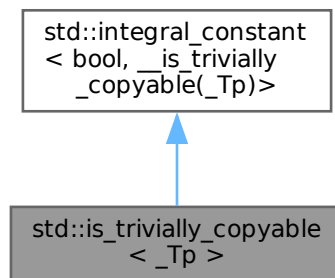 std::integral_constant
< bool, __is_trivially
_copyable(_Tp)>
std::is_trivially_copyable
< _Tp >